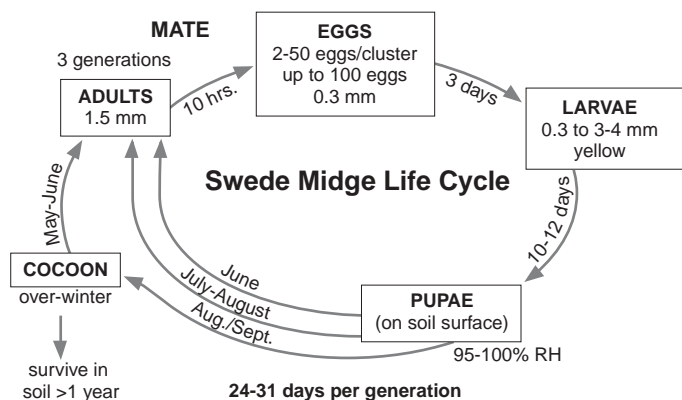 MATE
3 generations
ADULTS
1.5 mm
10 hrs.
EGGS
2-50 eggs/cluster
up to 100 eggs
0.3 mm
3 days
LARVAE
0.3 to 3-4 mm
yellow
Swede Midge Life Cycle
10-12 days
May-June
COCOON
over-winter
survive in
soil >1 year
June
July-August
Aug./Sept.
PUPAE
(on soil surface)
95-100% RH
24-31 days per generation